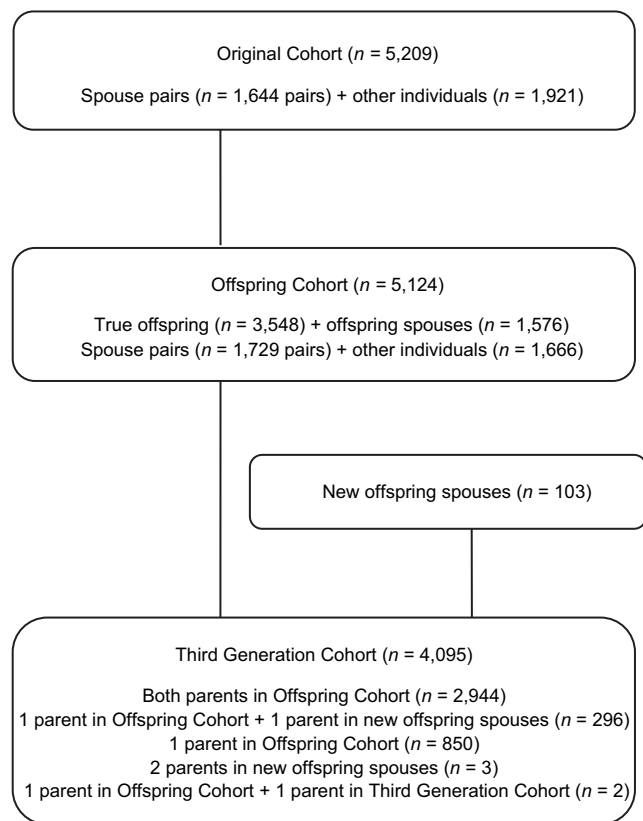 Original Cohort (n = 5,209)
Spouse pairs (n = 1,644 pairs) + other individuals (n = 1,921)
Offspring Cohort (n = 5,124)
True offspring (n = 3,548) + offspring spouses (n = 1,576)
Spouse pairs (n = 1,729 pairs) + other individuals (n = 1,666)
New offspring spouses (n = 103)
Third Generation Cohort (n = 4,095)
Both parents in Offspring Cohort (n = 2,944)
1 parent in Offspring Cohort + 1 parent in new offspring spouses (n = 296)
1 parent in Offspring Cohort (n = 850)
2 parents in new offspring spouses (n = 3)
1 parent in Offspring Cohort + 1 parent in Third Generation Cohort (n = 2)